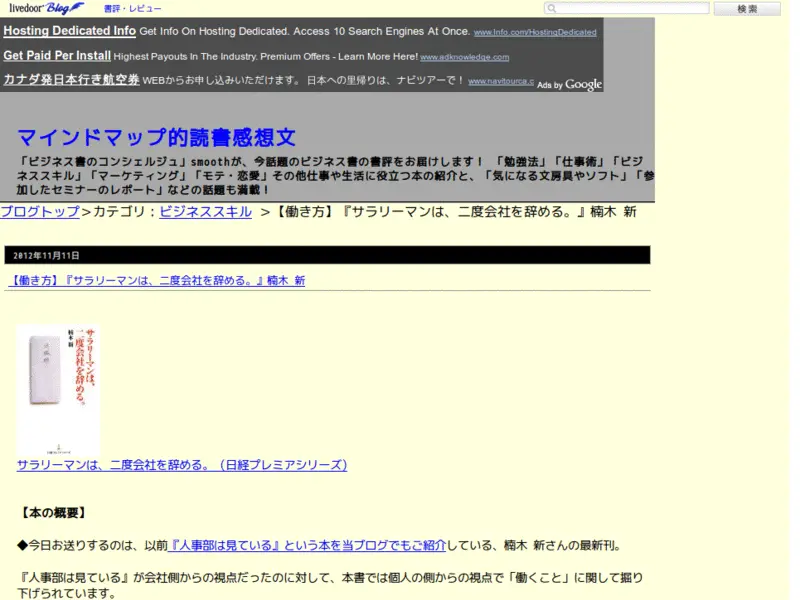 livedoor Blog 書評・レビュー 検索
Hosting Dedicated Info Get Info On Hosting Dedicated. Access 10 Search Engines At Once. www.Info.com/HostingDedicated
Get Paid Per Install Highest Payouts In The Industry. Premium Offers - Learn More Here! www.adknowledge.com
カナダ発日本行き航空券 WEBからお申し込みいただけます。 日本への里帰りは、ナビツアーで！ www.navitourca.c Ads by Google
マインドマップ的読書感想文
「ビジネス書のコンシェルジュ」smoothが、今話題のビジネス書の書評をお届けします！ 「勉強法」「仕事術」「ビジ
ネススキル」「マーケティング」「モテ・恋愛」その他仕事や生活に役立つ本の紹介と、「気になる文房具やソフト」「参
加したセミナーのレポート」などの話題も満載！
ブログトップ＞カテゴリ：ビジネススキル ＞【働き方】『サラリーマンは、二度会社を辞める。』楠木 新
2012年11月11日
【働き方】『サラリーマンは、二度会社を辞める。』楠木 新
サラリーマンは、
二度会社を辞める。
楠木 新
サラリーマンは、二度会社を辞める。（日経プレミアシリーズ）
【本の概要】
◆今日お送りするのは、以前『人事部は見ている』という本を当ブログでもご紹介している、楠木 新さんの最新刊。
『人事部は見ている』が会社側からの視点だったのに対して、本書では個人の側からの視点で「働くこと」に関して掘り
下げられています。